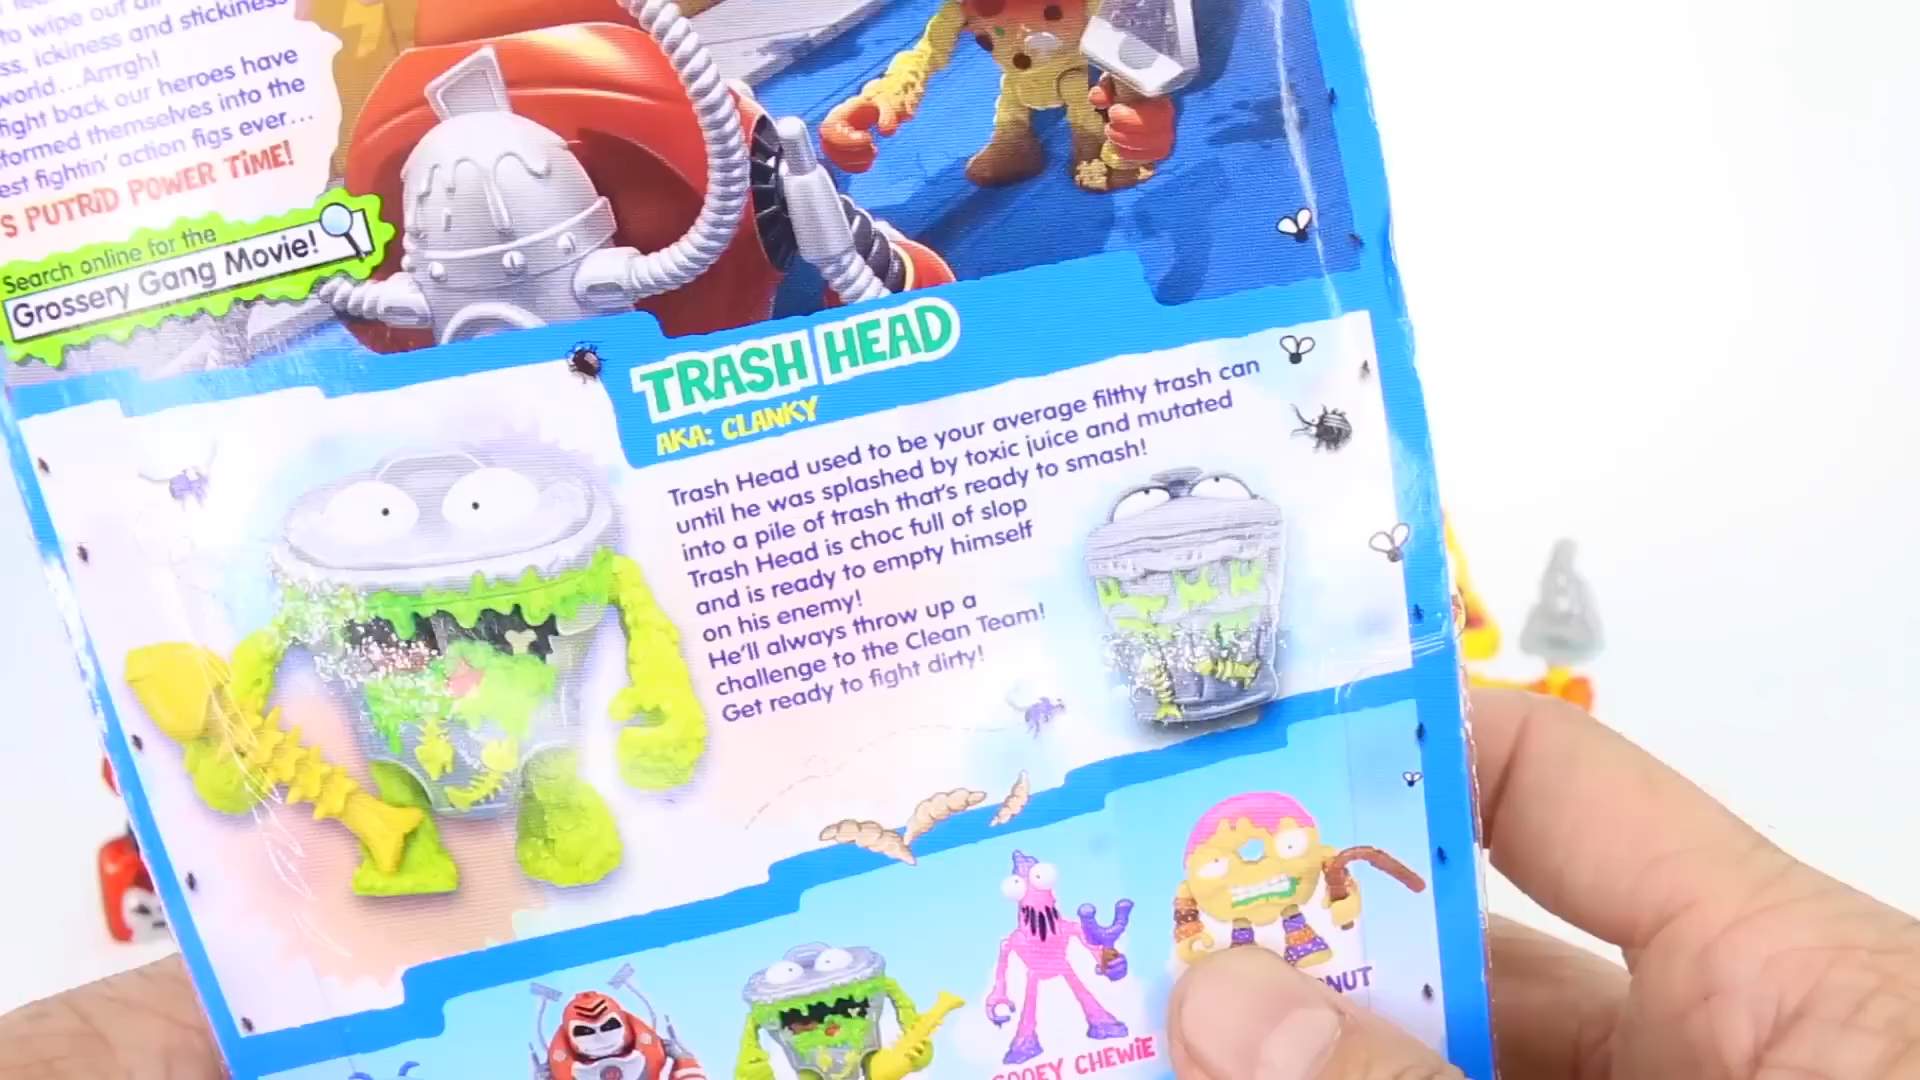 to wipe out all
ickiness and stickiness
world...Arrrgh!
fight back our heroes have
formed themselves into the
est fightin' action figs ever...
S PUTRiD POWER TiME!
Search online for the
Grossery Gang Movie!
TRASH HEAD
AKA: CLANKY
Trash Head used to be your average filthy trash can
until he was splashed by toxic juice and mutated
into a pile of trash that's ready to smash!
Trash Head is choc full of slop
and is ready to empty himself
on his enemy!
He'll always throw up a
challenge to the Clean Team!
Get ready to fight dirty!
NUT
GOOEY CHEWiE